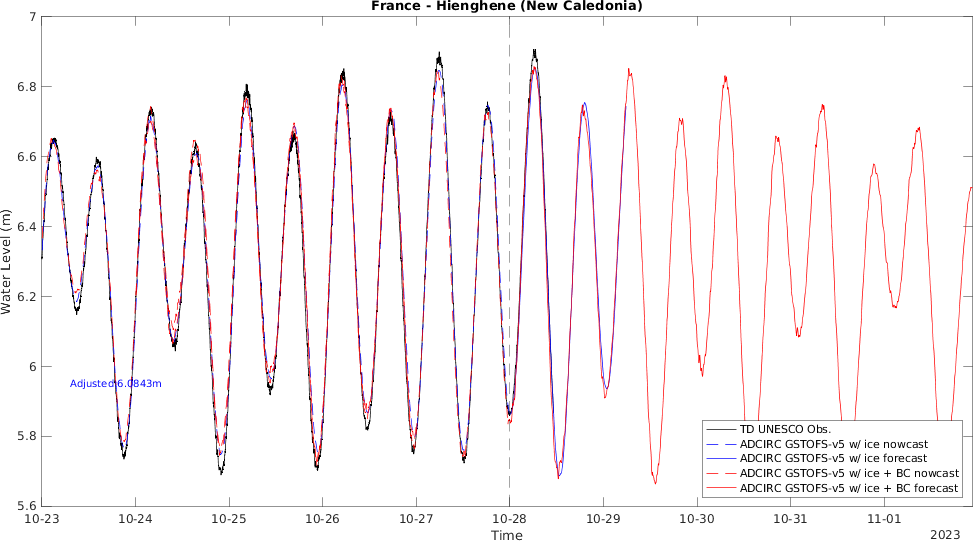 France - Hienghene (New Caledonia)
7
6.8
6.6
6.4
6.2
6
5.8
5.6
Water Level (m)
Adjusted 6.0843m
TD UNESCO Obs.
ADCIRC GSTOFS-v5 w/ ice nowcast
ADCIRC GSTOFS-v5 w/ ice forecast
ADCIRC GSTOFS-v5 w/ ice + BC nowcast
ADCIRC GSTOFS-v5 w/ ice + BC forecast
10-23 10-24 10-25 10-26 10-27 10-28 10-29 10-30 10-31 11-01
Time
2023